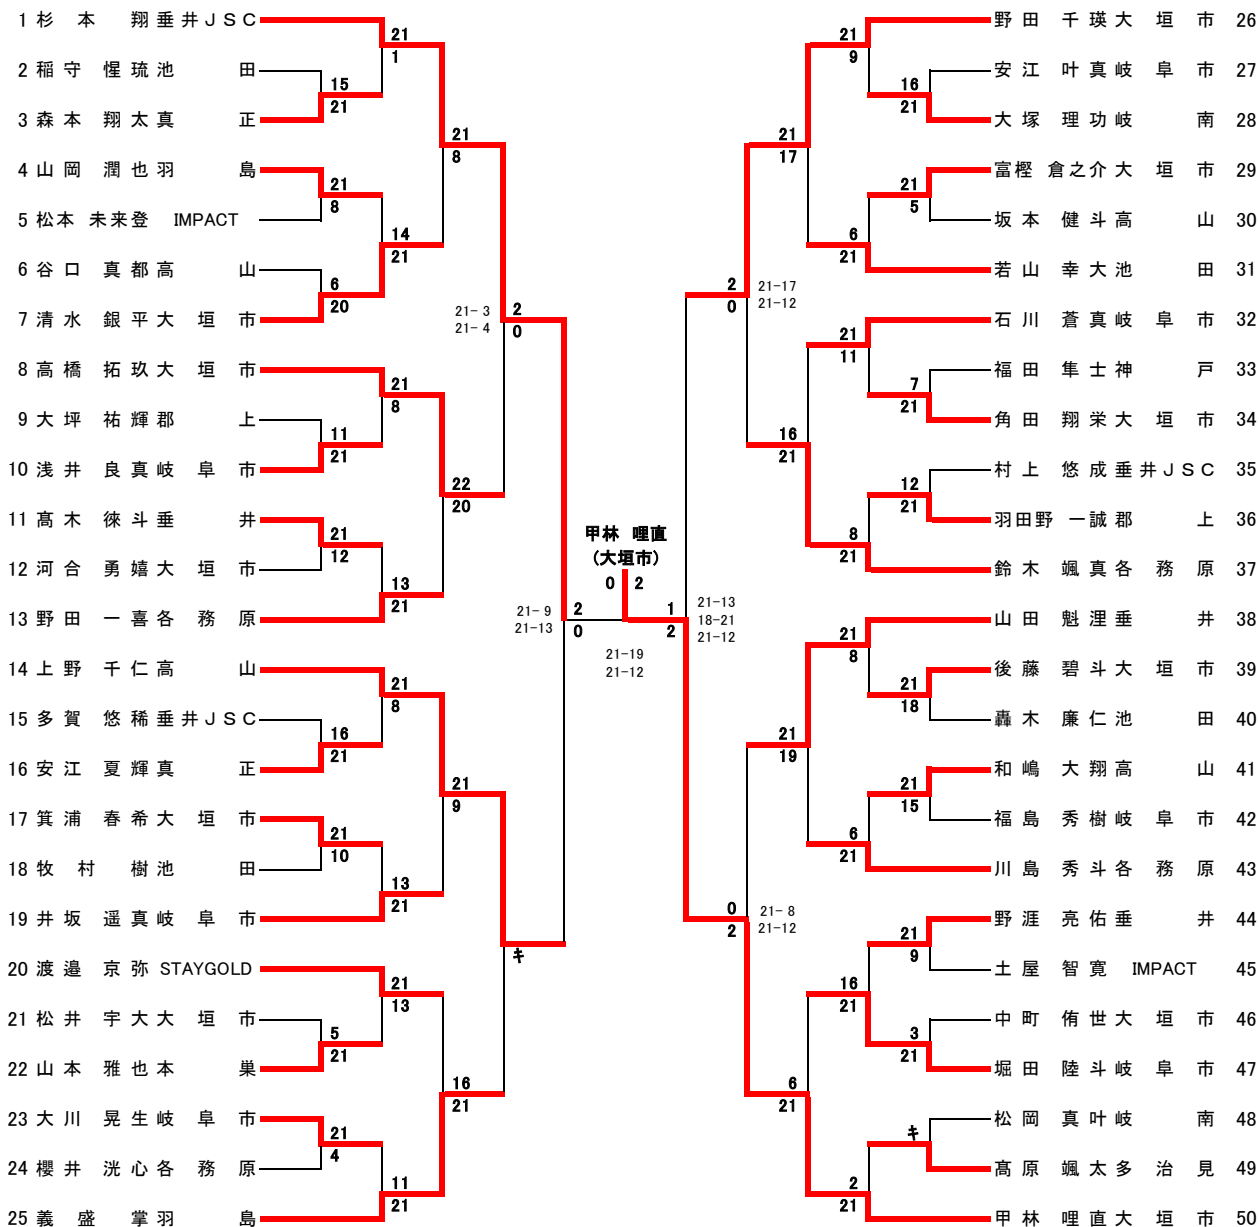 1 杉本 翔 垂井JSC
21
1
2 稲守 惺琉 池田
15
21
3 森本 翔太 真正
21
8
4 山岡 潤也 羽島
21
8
5 松本 未来登 IMPACT
14
21
6 谷口 真都 高山
6
20
7 清水 銀平 大垣市
21- 3
21- 4
2
0
8 高橋 拓玖 大垣市
21
8
9 大坪 祐輝 郡上
11
21
10 浅井 良真 岐阜市
22
20
11 髙木 徠斗 垂井
21
12
12 河合 勇嬉 大垣市
13
21
13 野田 一喜 各務原
21- 9
21-13
2
0
14 上野 千仁 高山
21
8
15 多賀 悠稀 垂井JSC
16
21
16 安江 夏輝 真正
21
9
17 箕浦 春希 大垣市
21
10
18 牧村 樹 池田
13
21
19 井坂 遥真 岐阜市
キ
20 渡邉 京弥 STAYGOLD
21
13
21 松井 宇大 大垣市
5
21
22 山本 雅也 本巣
16
21
23 大川 晃生 岐阜市
21
4
24 櫻井 洸心 各務原
11
21
25 義盛 掌 羽島
甲林 哩直
(大垣市)
0 2
21-19
21-12
野田 千瑛 大垣市 26
21
9
安江 叶真 岐阜市 27
16
21
大塚 理功 岐南 28
21
17
富樫 倉之介 大垣市 29
21
5
坂本 健斗 高山 30
6
21
若山 幸大 池田 31
2
0
21-17
21-12
石川 蒼真 岐阜市 32
21
11
福田 隼士 神戸 33
7
21
角田 翔栄 大垣市 34
16
21
村上 悠成 垂井JSC 35
12
21
羽田野 一誠 郡上 36
8
21
鈴木 颯真 各務原 37
1
2
21-13
18-21
21-12
山田 魁浬 垂井 38
21
8
後藤 碧斗 大垣市 39
21
18
轟木 廉仁 池田 40
21
19
和嶋 大翔 高山 41
21
15
福島 秀樹 岐阜市 42
6
21
川島 秀斗 各務原 43
0
2
21- 8
21-12
野涯 亮佑 垂井 44
21
9
土屋 智寛 IMPACT 45
16
21
中町 侑世 大垣市 46
3
21
堀田 陸斗 岐阜市 47
6
21
松岡 真叶 岐南 48
キ
髙原 颯太 多治見 49
2
21
甲林 哩直 大垣市 50